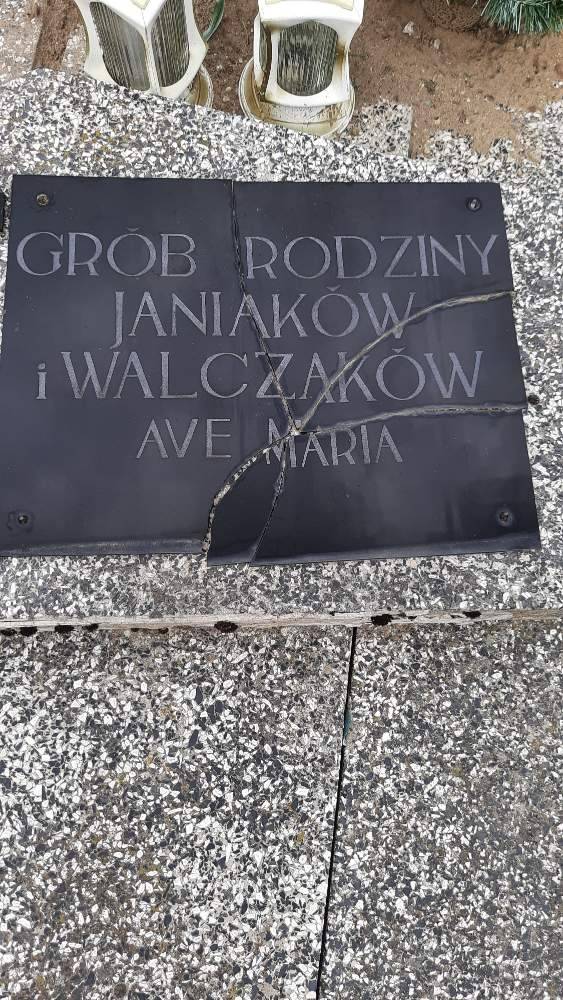 GRÓB RODZINY
JANIAKÓW
i WALCZAKÓW
AVE MARIA